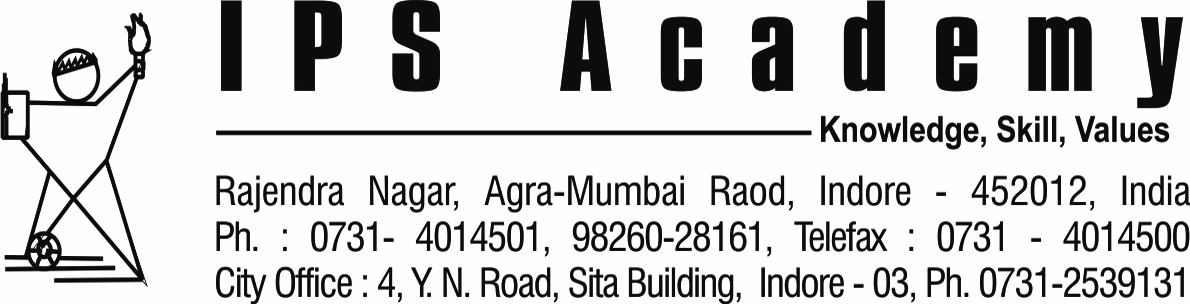 IPS Academy
Knowledge, Skill, Values
Rajendra Nagar, Agra-Mumbai Raod, Indore - 452012, India
Ph. : 0731- 4014501, 98260-28161, Telefax : 0731 - 4014500
City Office : 4, Y. N. Road, Sita Building, Indore - 03, Ph. 0731-2539131